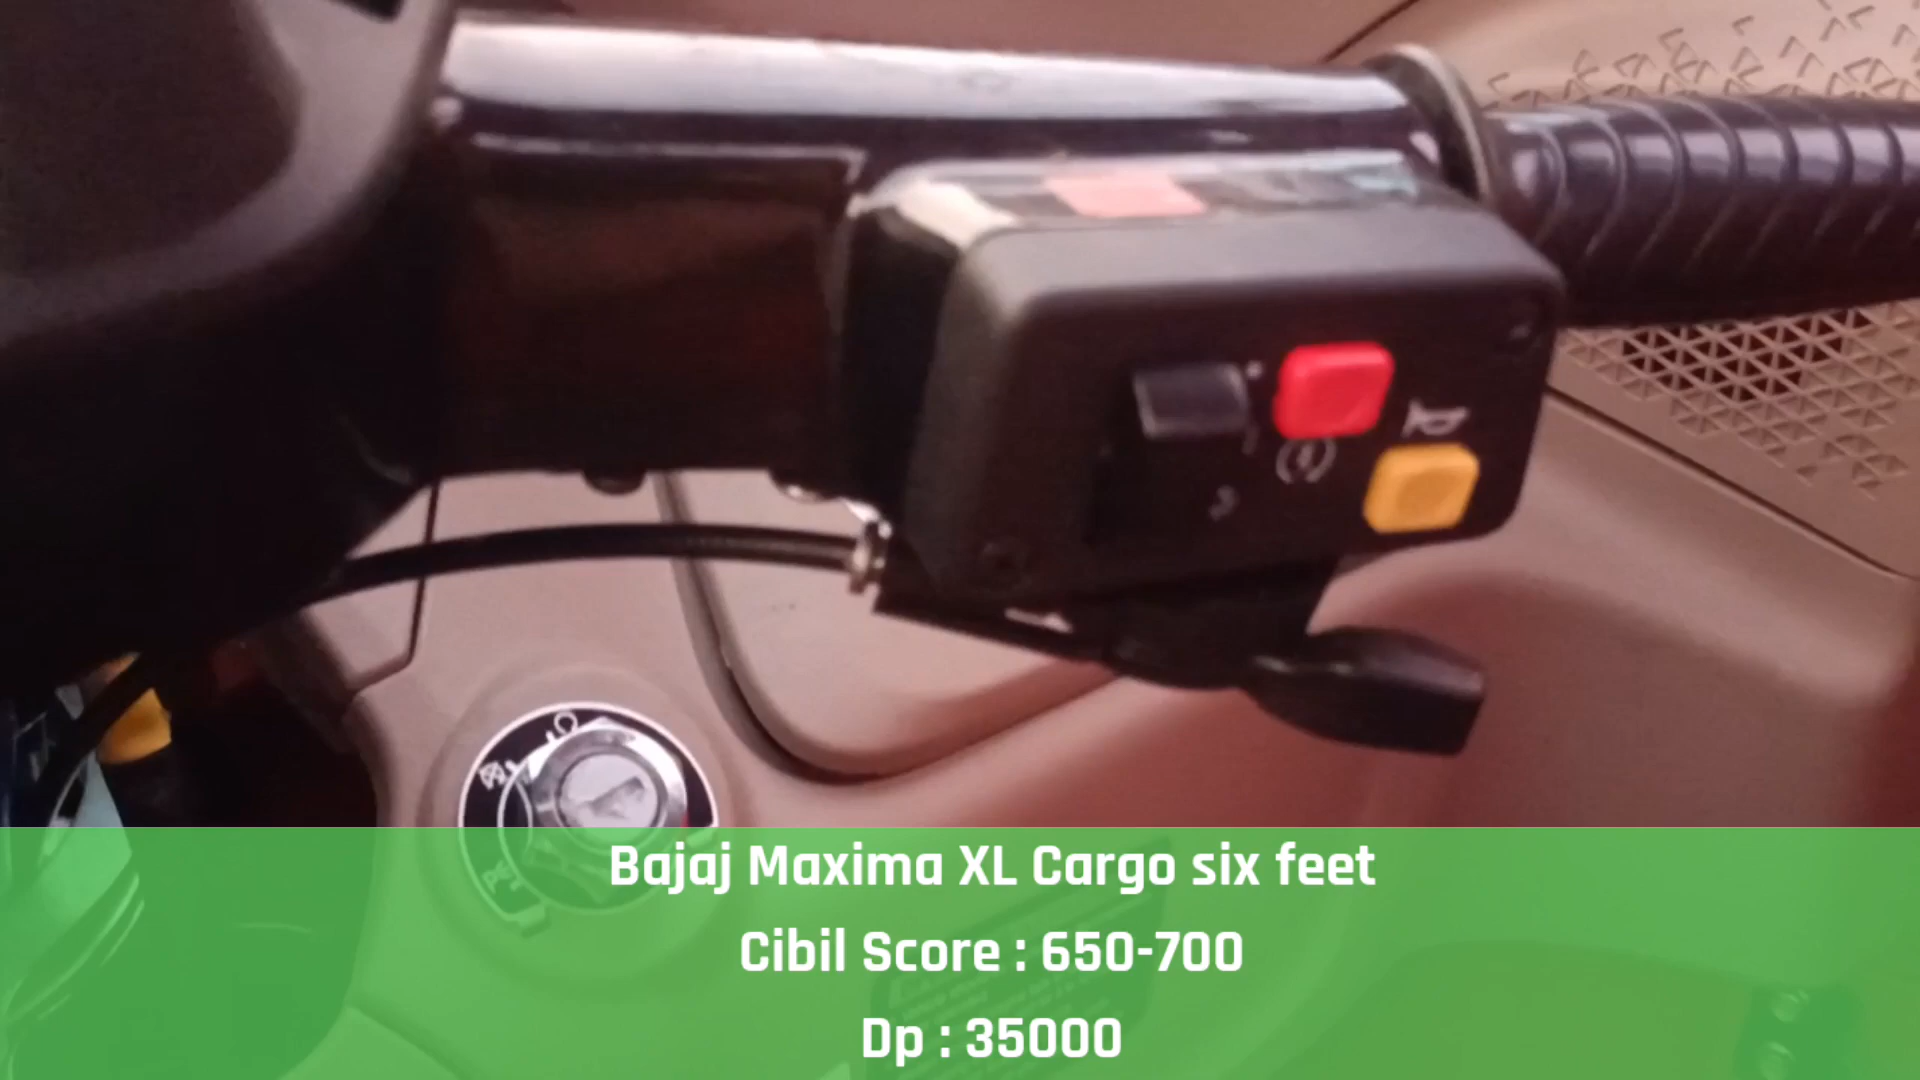 Bajaj Maxima XL Cargo six feet
Cibil Score : 650-700
Dp : 35000